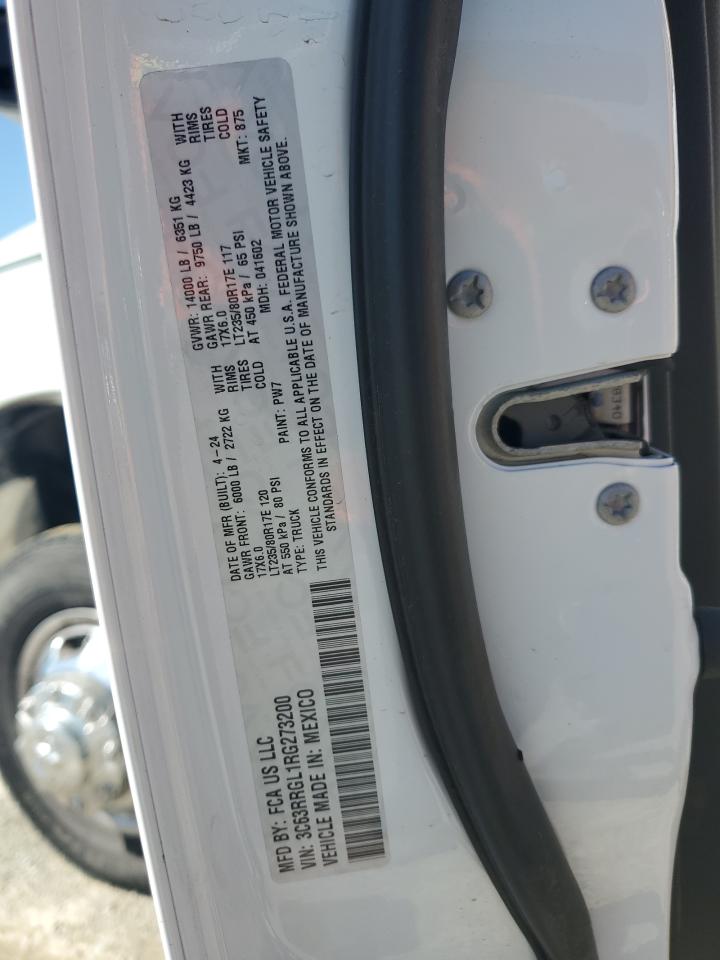 MFD BY: FCA US LLC
VIN: 3C63RRGL1RG273200
VEHICLE MADE IN: MEXICO
DATE OF MFR (BUILT): 4-24
GAWR FRONT: 6000 LB / 2722 KG WITH
17X6.0 RIMS
LT235/80R17E 120 TIRES
AT 550 kPa / 80 PSI COLD
TYPE: TRUCK PAINT: PW7
GVWR: 14000 LB / 6351 KG
GAWR REAR: 9750 LB / 4423 KG WITH
17X6.0 RIMS
LT235/80R17E 117 TIRES
AT 450 kPa / 65 PSI COLD
MDH: 041602 MKT: 875
THIS VEHICLE CONFORMS TO ALL APPLICABLE U.S.A. FEDERAL MOTOR VEHICLE SAFETY
STANDARDS IN EFFECT ON THE DATE OF MANUFACTURE SHOWN ABOVE.